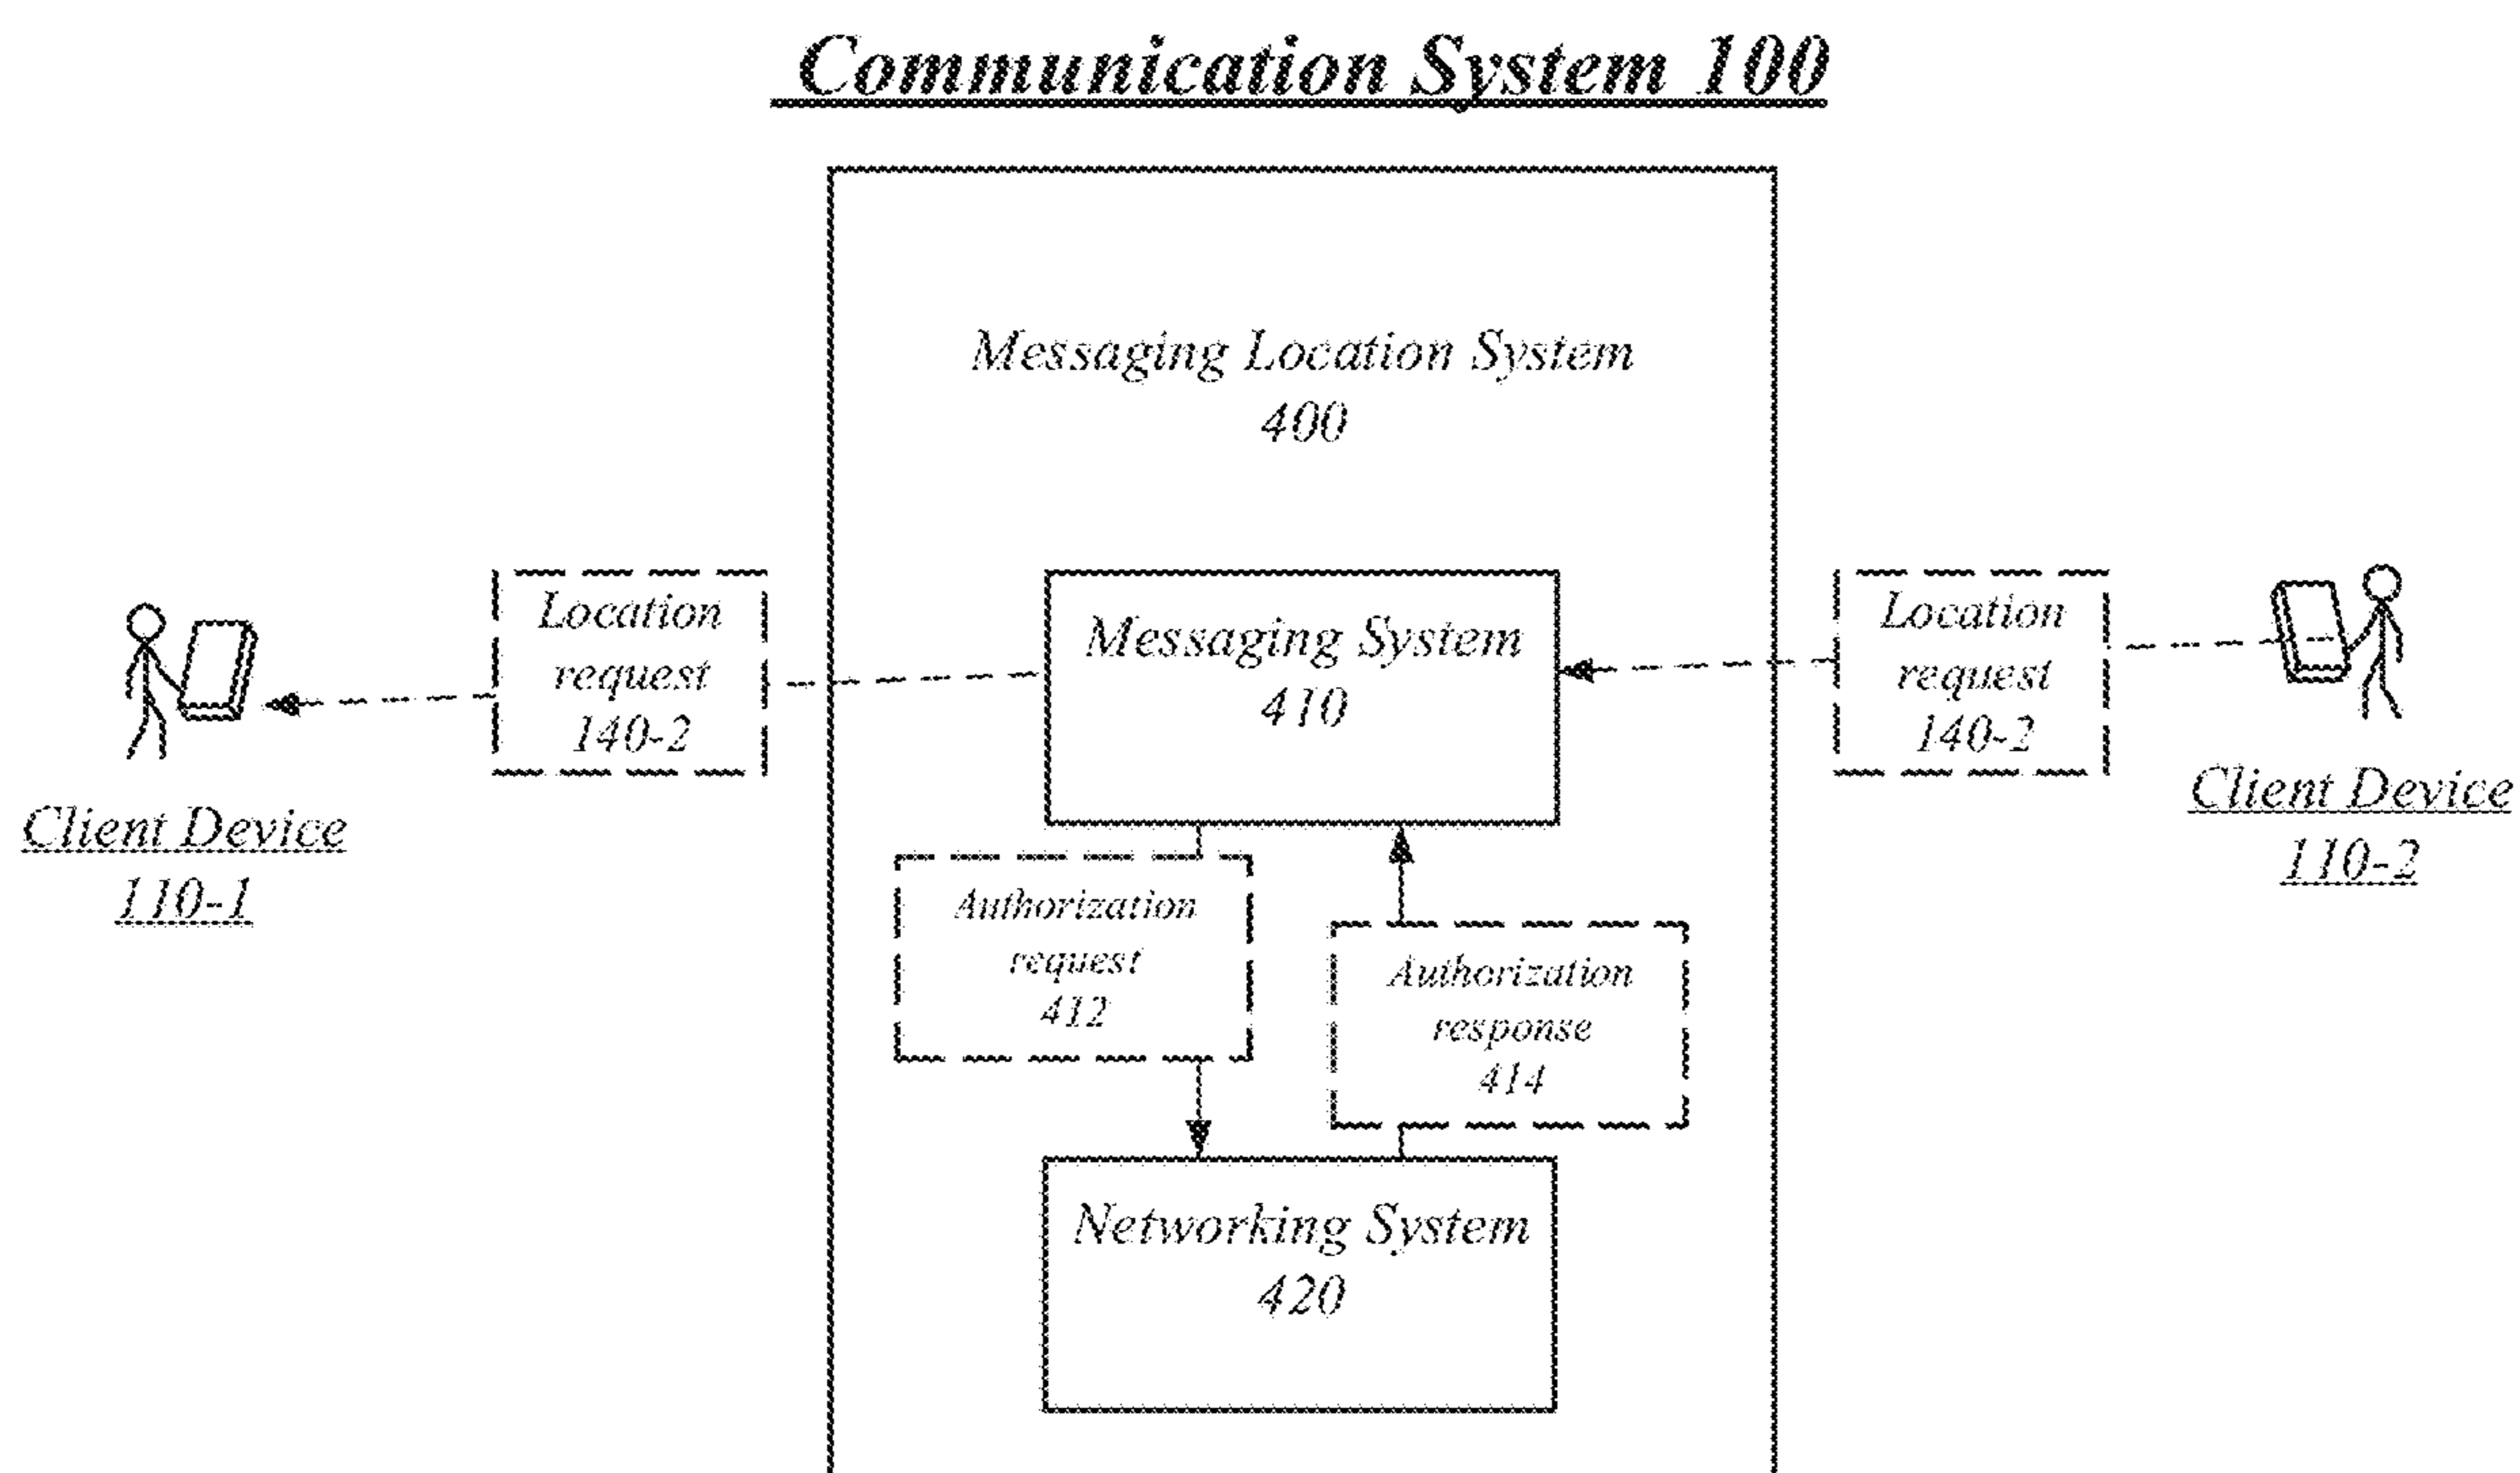 Communication System 100
Messaging Location System
400
Location
request
140-2
Messaging System
410
Location
request
140-2
Client Device
110-1
Client Device
110-2
Authorization
request
412
Authorization
response
414
Networking System
420